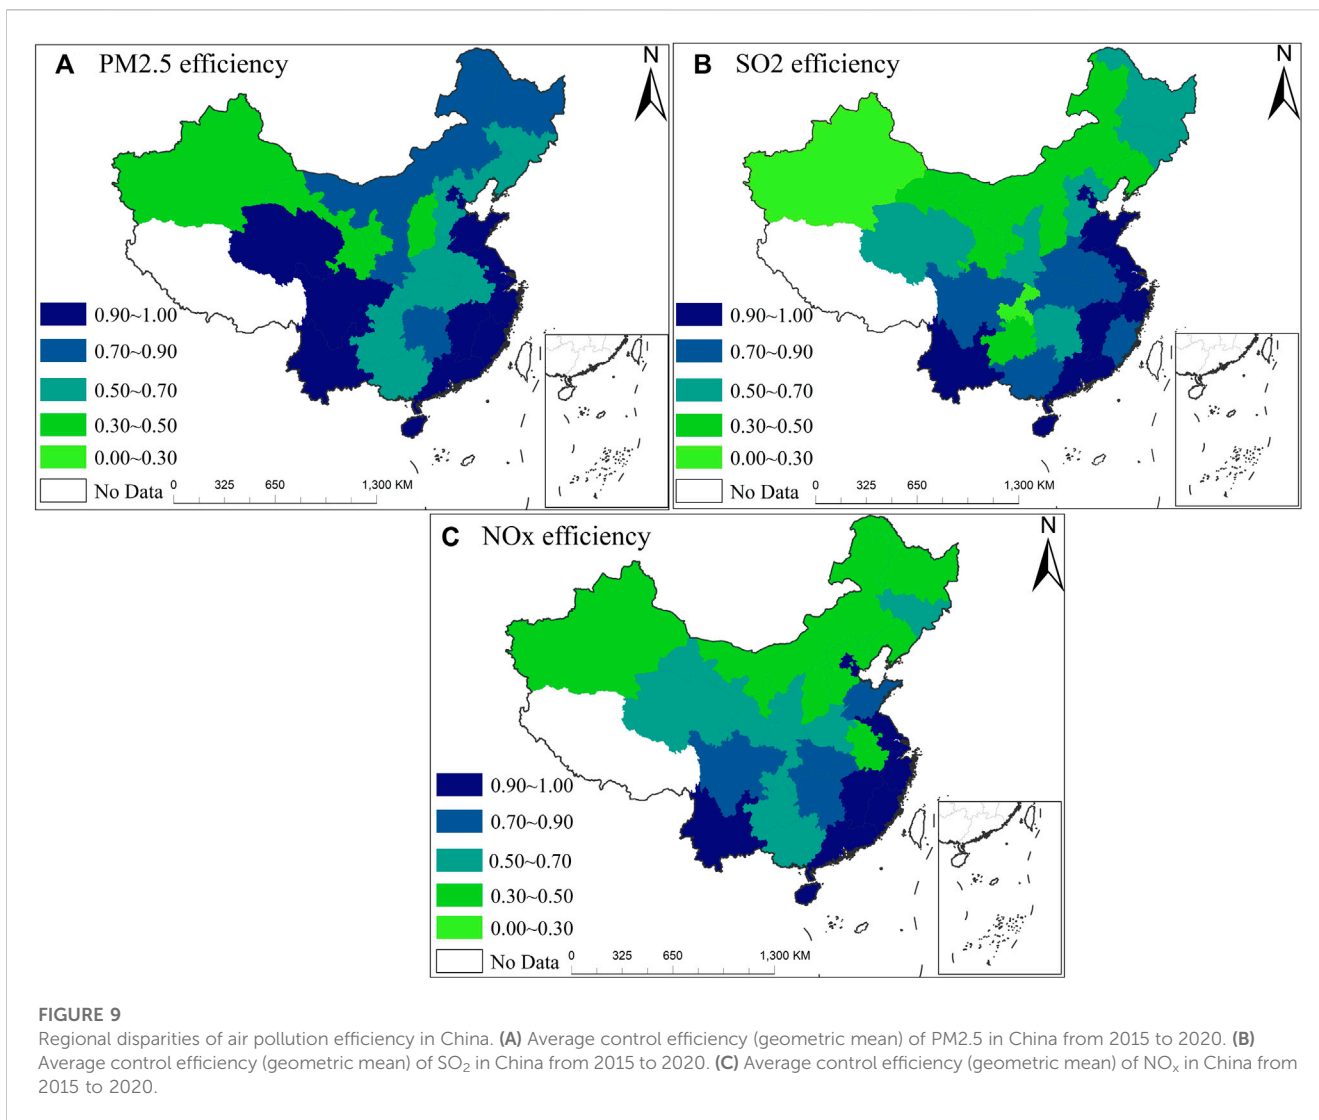 A PM2.5 efficiency
N
0.90~1.00
0.70~0.90
0.50~0.70
0.30~0.50
0.00~0.30
No Data
0 325 650 1,300 KM
B SO2 efficiency
N
0.90~1.00
0.70~0.90
0.50~0.70
0.30~0.50
0.00~0.30
No Data
0 325 650 1,300 KM
C NOx efficiency
N
0.90~1.00
0.70~0.90
0.50~0.70
0.30~0.50
0.00~0.30
No Data
0 325 650 1,300 KM
FIGURE 9
Regional disparities of air pollution efficiency in China. (A) Average control efficiency (geometric mean) of PM2.5 in China from 2015 to 2020. (B)
Average control efficiency (geometric mean) of SO₂ in China from 2015 to 2020. (C) Average control efficiency (geometric mean) of NOₓ in China from
2015 to 2020.